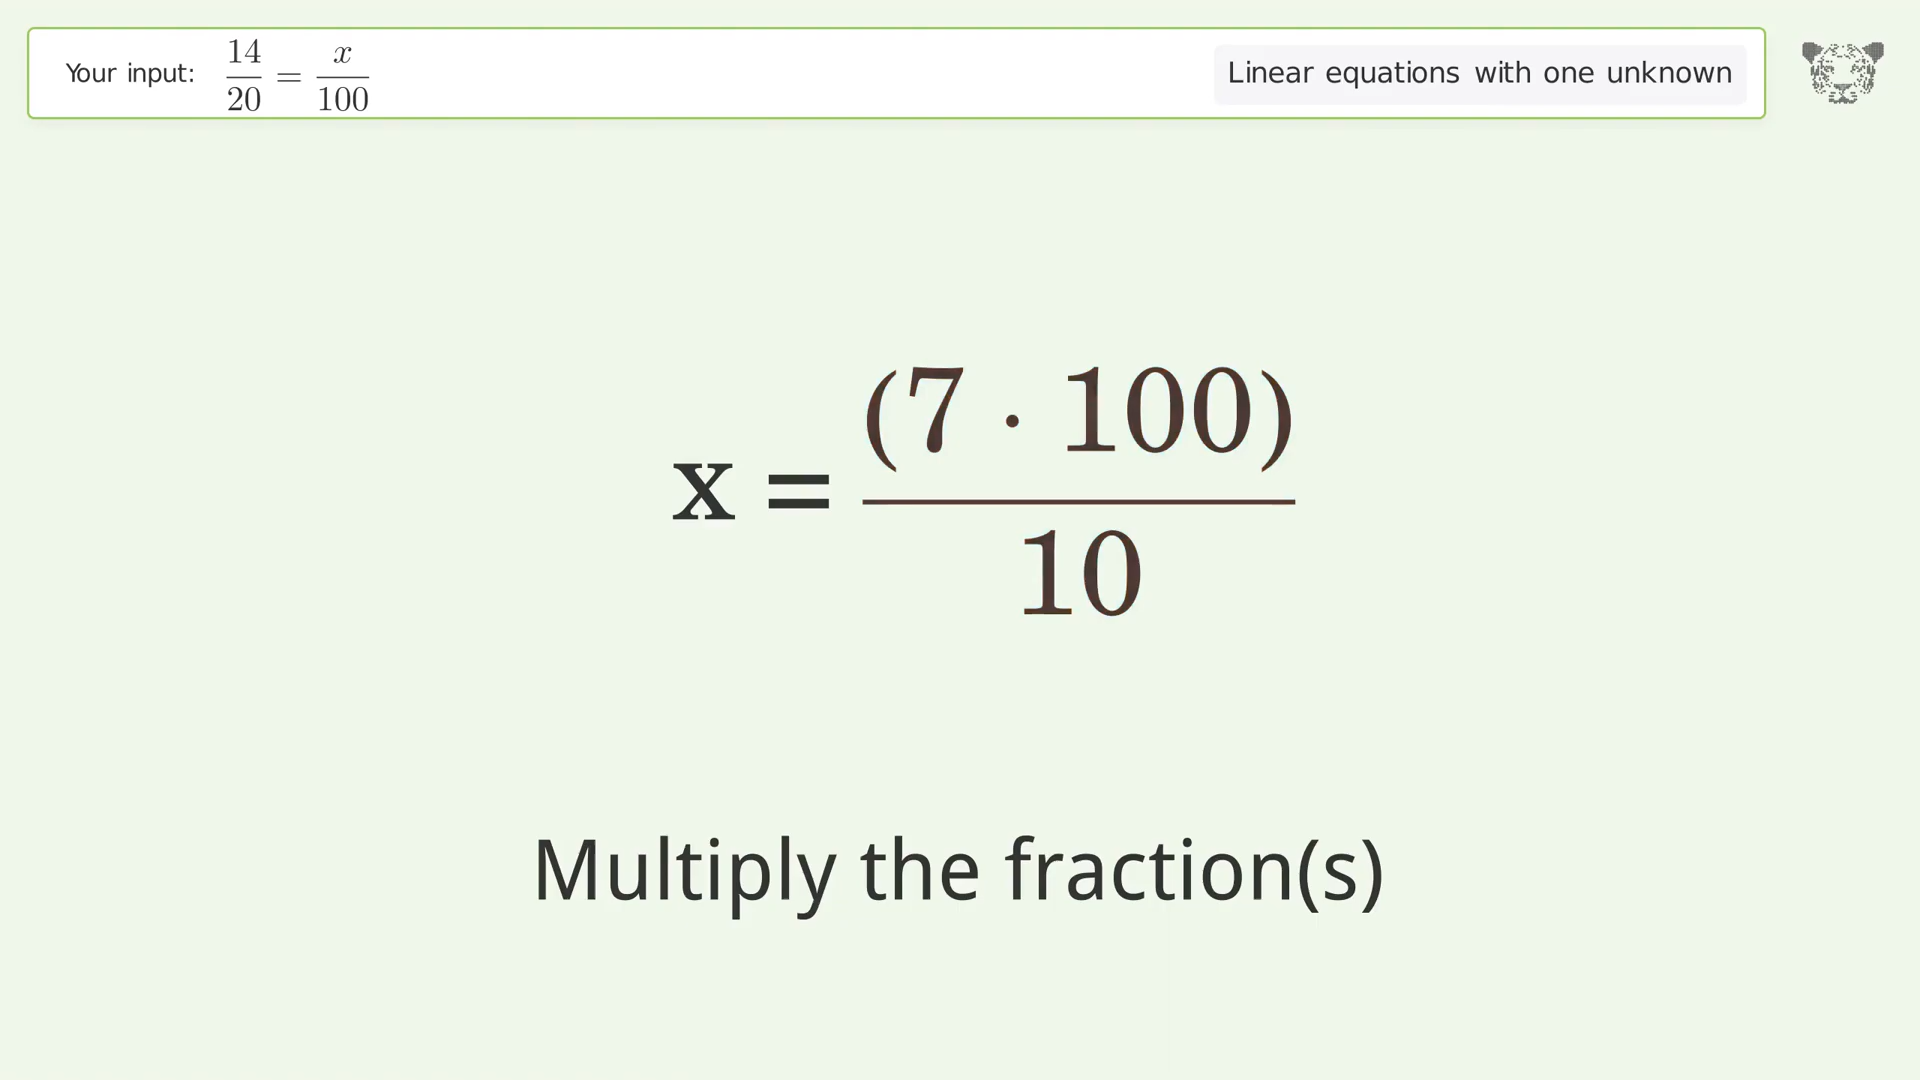 Your input: 14/20 = x/100
Linear equations with one unknown
x = (7 · 100)/10
Multiply the fraction(s)